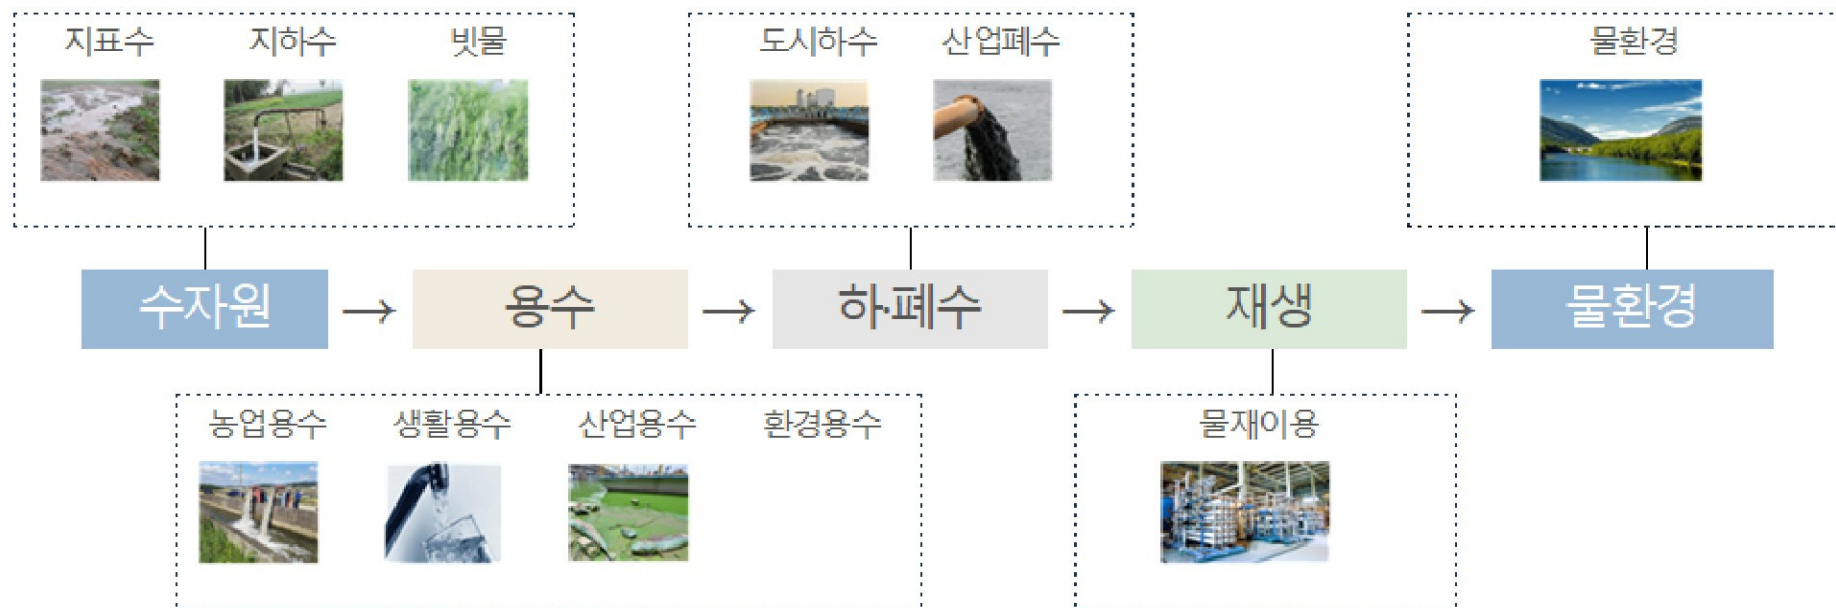 지표수 지하수 빗물
도시하수 산업폐수
물환경
수자원 → 용수 → 하·폐수 → 재생 → 물환경
농업용수 생활용수 산업용수 환경용수
물재이용